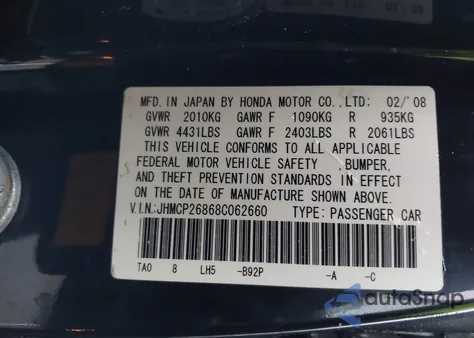 MFD. IN JAPAN BY HONDA MOTOR CO., LTD: 02/'08
GVWR 2010KG GAWR F 1090KG R 935KG
GVWR 4431LBS GAWR F 2403LBS R 2061LBS
THIS VEHICLE CONFORMS TO ALL APPLICABLE
FEDERAL MOTOR VEHICLE SAFETY , BUMPER,
AND THEFT PREVENTION STANDARDS IN EFFECT
ON THE DATE OF MANUFACTURE SHOWN ABOVE.
V.I.N:JHMCP26868C062660 TYPE: PASSENGER CAR
TA0 8 LH5 -B92P -A -C
autoSnap